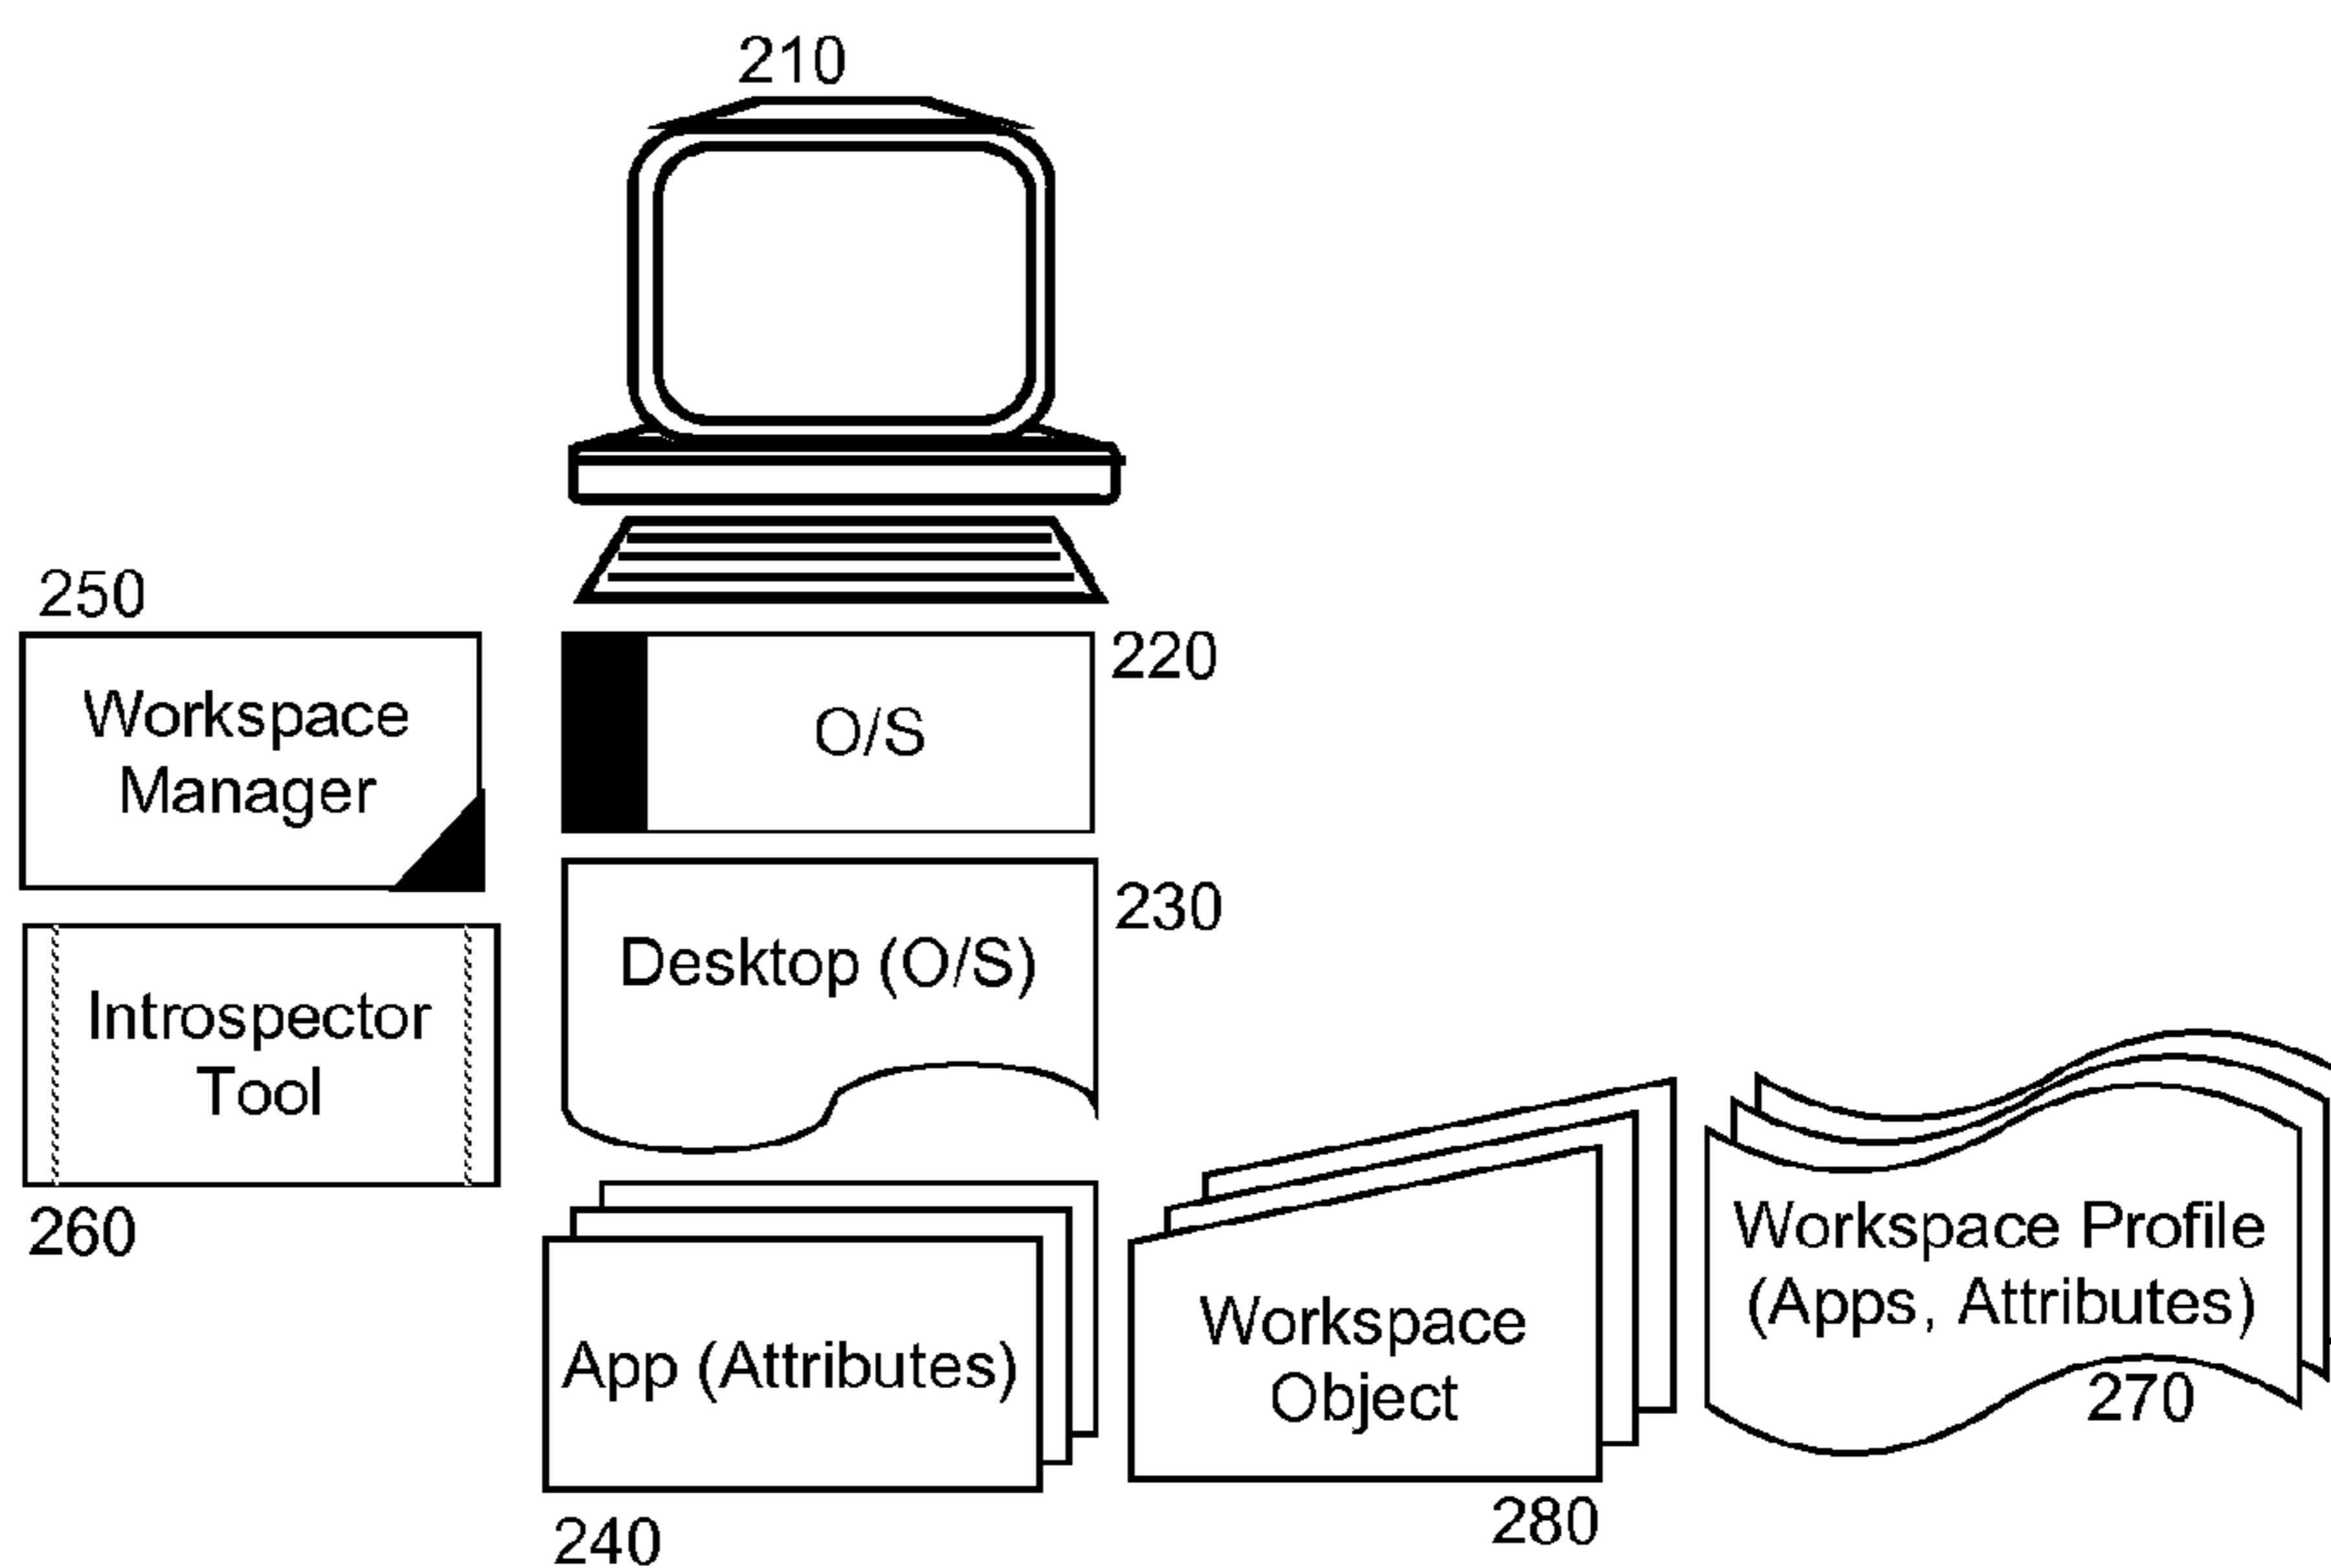 210
250
Workspace
Manager
220
O/S
230
Desktop (O/S)
Introspector
Tool
260
App (Attributes)
240
Workspace
Object
280
Workspace Profile
(Apps, Attributes)
270